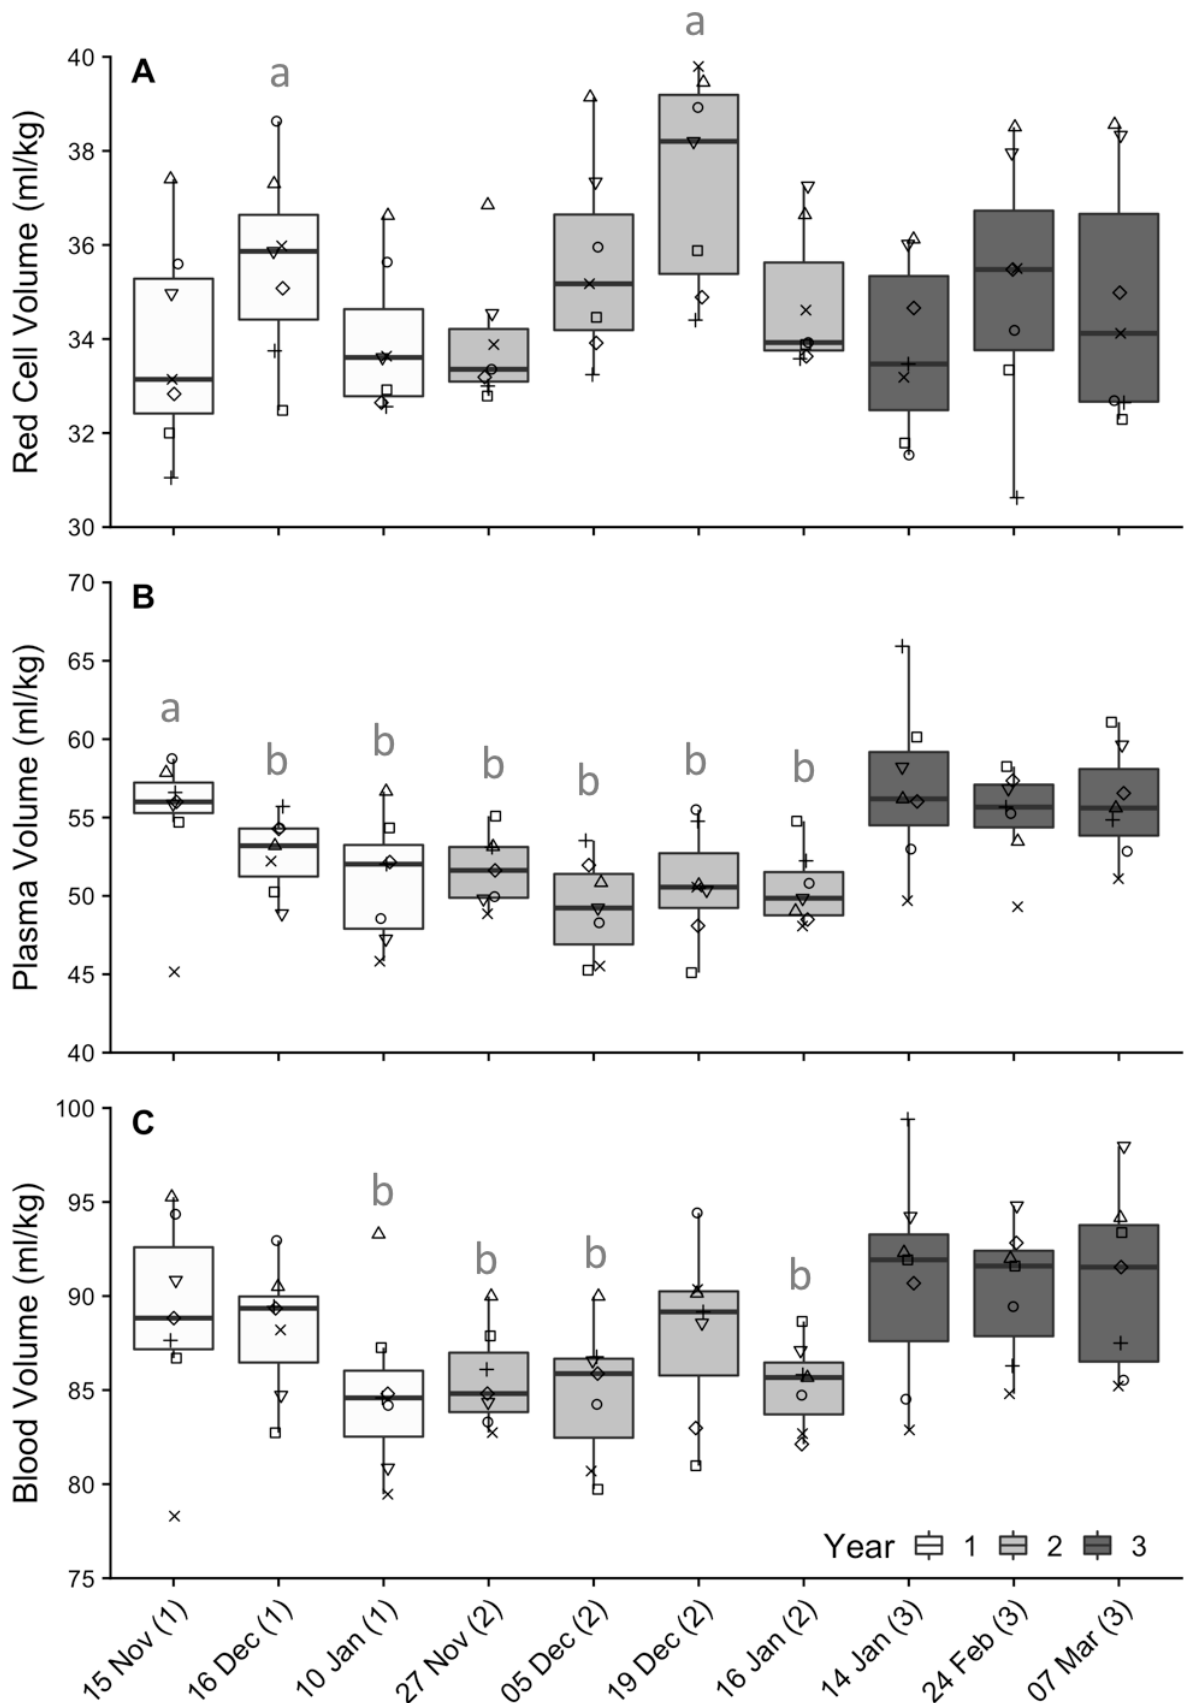 a
40
A
a
38
36
34
32
30
Red Cell Volume (ml/kg)
70
B
65
a
60
b
b
b
b
b
b
55
50
45
40
Plasma Volume (ml/kg)
100
C
95
b
b
b
b
90
85
80
75
Blood Volume (ml/kg)
Year 1 2 3
15 Nov (1)
16 Dec (1)
10 Jan (1)
27 Nov (2)
05 Dec (2)
19 Dec (2)
16 Jan (2)
14 Jan (3)
24 Feb (3)
07 Mar (3)